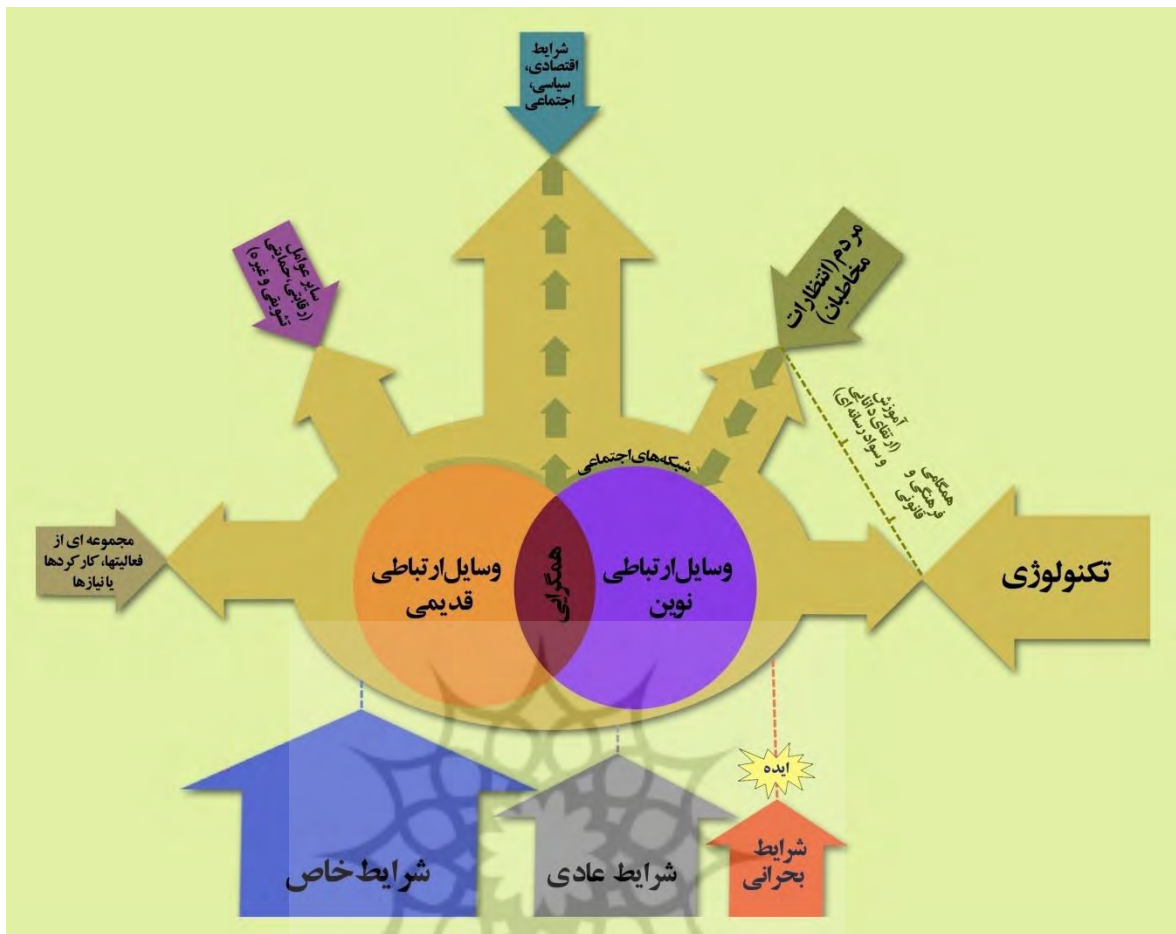 شرایط
اقتصادی،
سیاسی،
اجتماعی
مردم (انتظارات
مخاطبان)
سایر عوامل
(رقابتی، حمایتی
تشویقی و غیره)
آموزش
(ارتقای دانایی
و سواد رسانه ای)
همگامی
فرهنگی و
قانونی
شبکه‌های اجتماعی
تکنولوژی
وسایل ارتباطی
نوین
همگرایی
وسایل ارتباطی
قدیمی
مجموعه ای از
فعالیتها، کارکردها
یا نیازها
ایده
شرایط
بحرانی
شرایط عادی
شرایط خاص